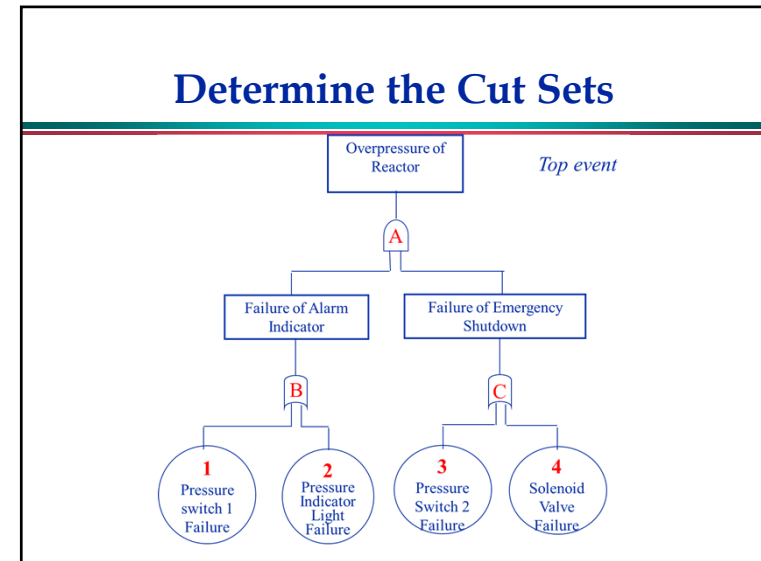 Determine the Cut Sets
Overpressure of
Reactor
Top event
A
Failure of Alarm
Indicator
Failure of Emergency
Shutdown
B
C
1
Pressure
switch 1
Failure
2
Pressure
Indicator
Light
Failure
3
Pressure
Switch 2
Failure
4
Solenoid
Valve
Failure